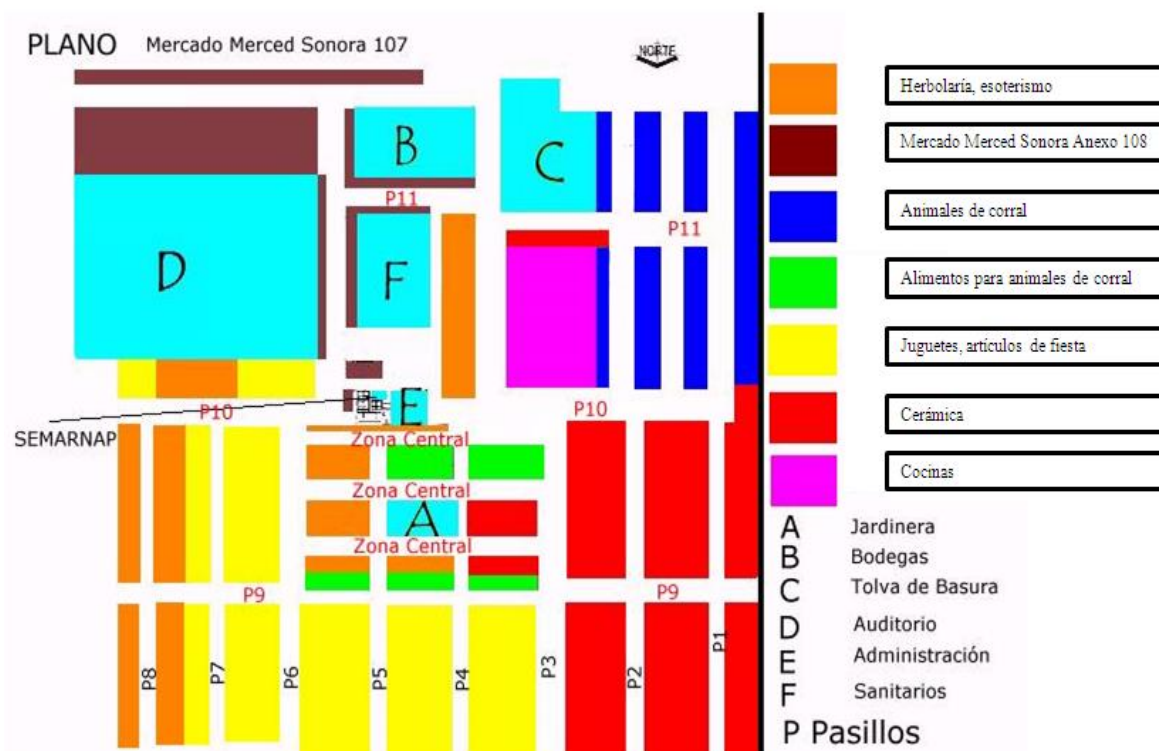 PLANO Mercado Merced Sonora 107
NORTE
B
C
P11
P11
D
F
P10
E
P10
SEMARNAP
Zona Central
Zona Central
A
Zona Central
P9
P9
P8
P7
P6
P5
P4
P3
P2
P1
Herbolaría, esoterismo
Mercado Merced Sonora Anexo 108
Animales de corral
Alimentos para animales de corral
Juguetes, artículos de fiesta
Cerámica
Cocinas
A Jardinera
B Bodegas
C Tolva de Basura
D Auditorio
E Administración
F Sanitarios
P Pasillos